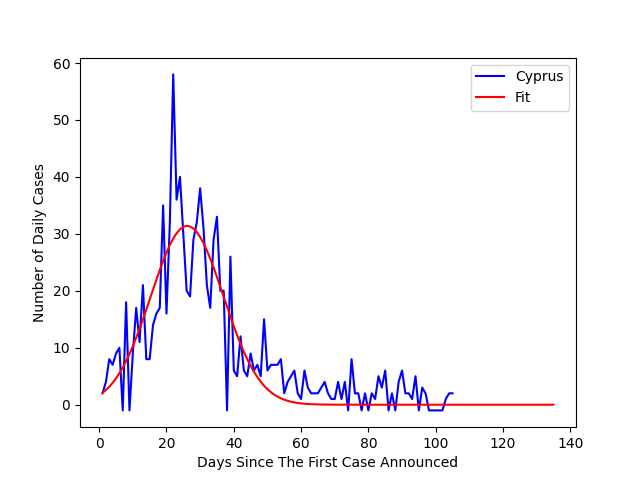 Cyprus
Fit
60
50
40
30
20
10
0
Number of Daily Cases
0 20 40 60 80 100 120 140
Days Since The First Case Announced